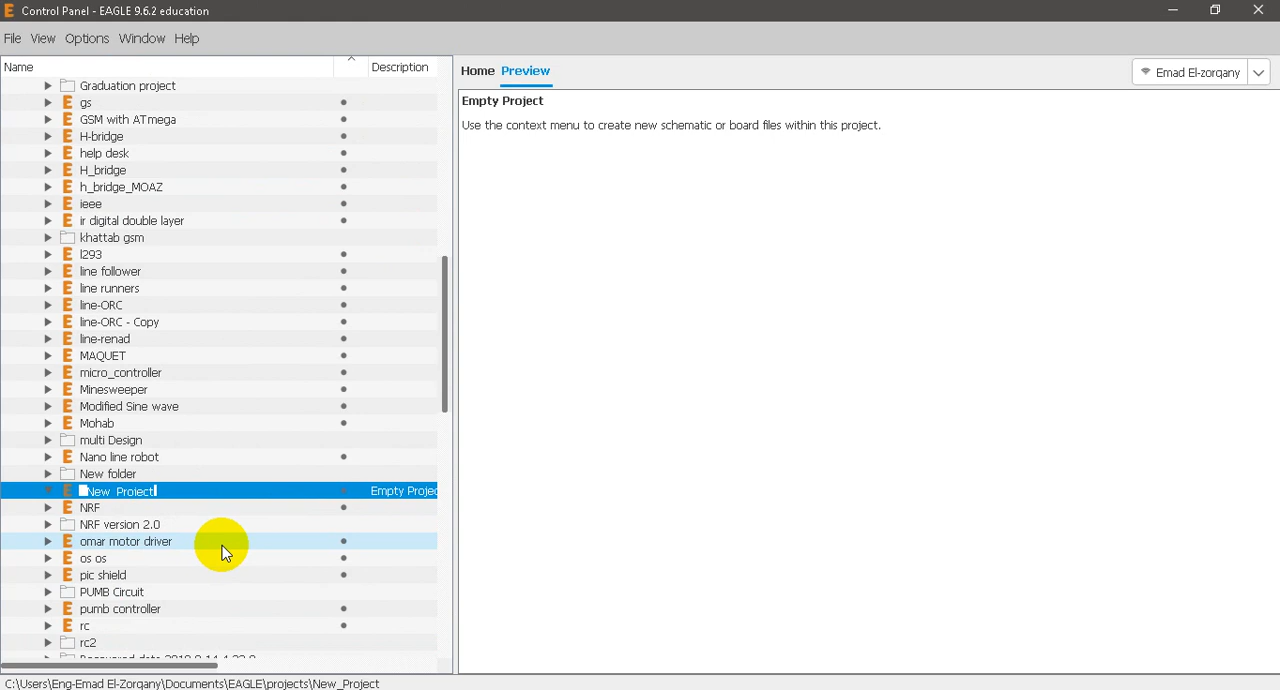 Control Panel - EAGLE 9.6.2 education
File View Options Window Help
Name Description
Home Preview
Emad El-zorqany
Graduation project
gs
GSM with ATmega
H-bridge
help desk
H_bridge
h_bridge_MOAZ
ieee
ir digital double layer
khattab gsm
l293
line follower
line runners
line-ORC
line-ORC - Copy
line-renad
MAQUET
micro_controller
Minesweeper
Modified Sine wave
Mohab
multi Design
Nano line robot
New folder
New_Project Empty Projec
NRF
NRF version 2.0
omar motor driver
os os
pic shield
PUMB Circuit
pumb controller
rc
rc2
Empty Project
Use the context menu to create new schematic or board files within this project.
C:\Users\Eng-Emad El-Zorqany\Documents\EAGLE\projects\New_Project